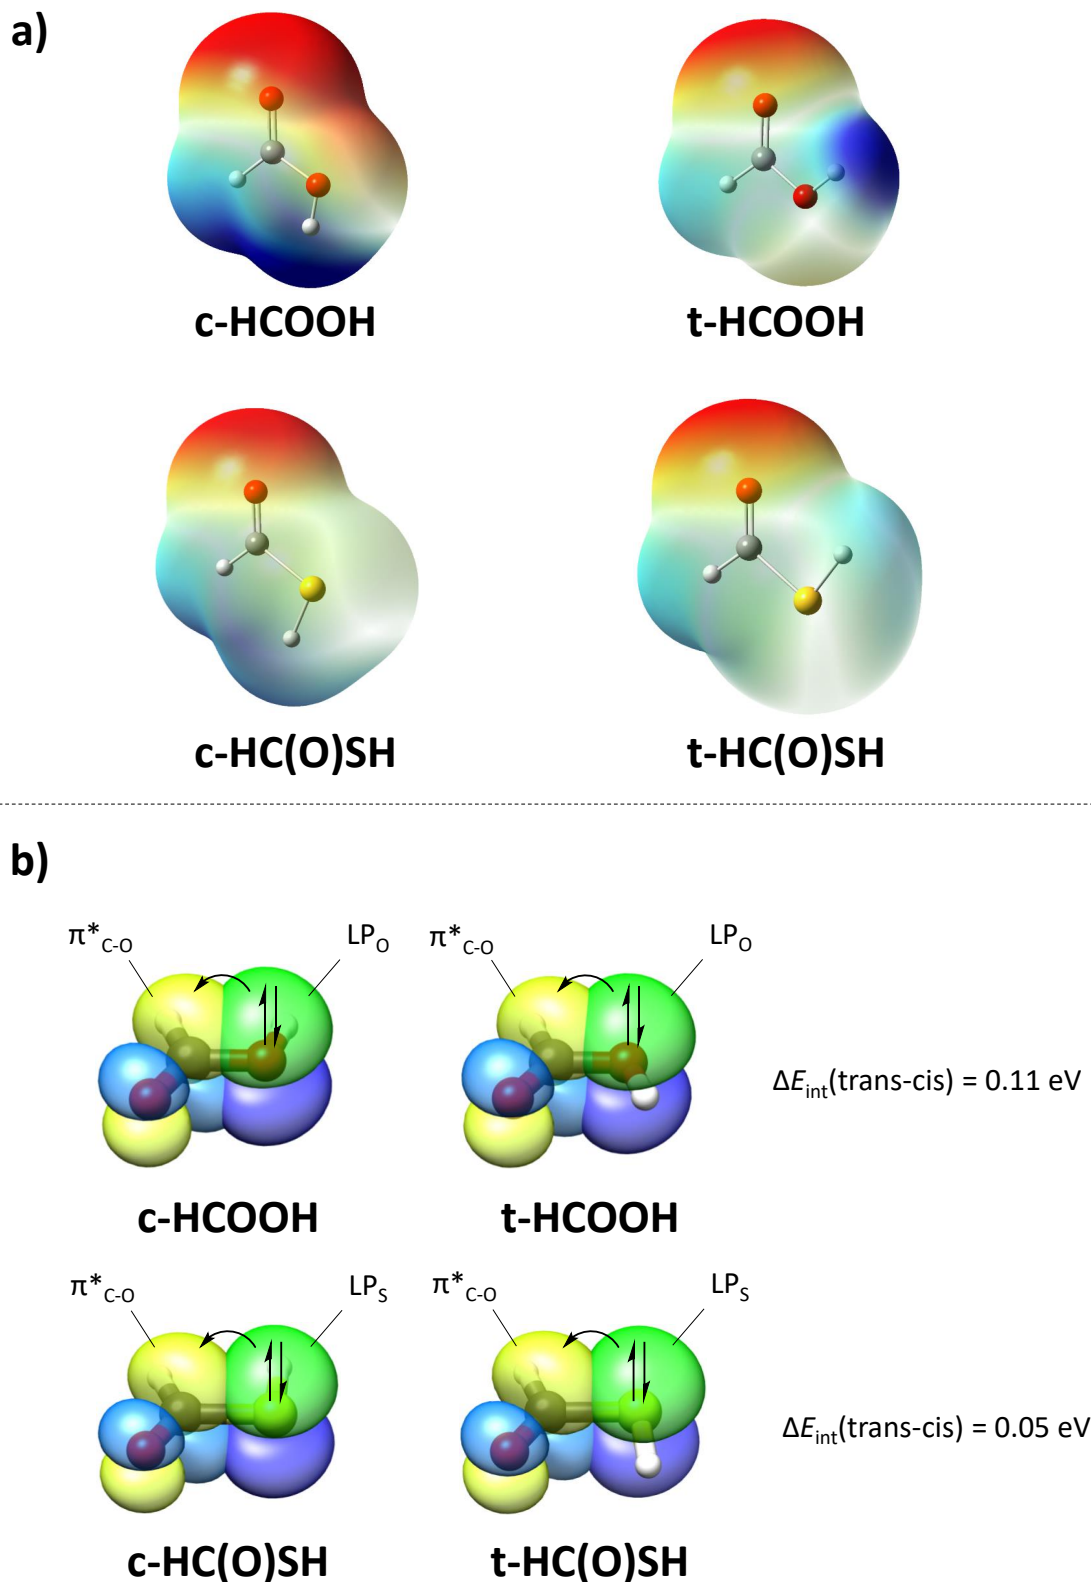 a)
c-HCOOH t-HCOOH
c-HC(O)SH t-HC(O)SH
b)
π*C-O LPO π*C-O LPO
ΔEint(trans-cis) = 0.11 eV
c-HCOOH t-HCOOH
π*C-O LPS π*C-O LPS
ΔEint(trans-cis) = 0.05 eV
c-HC(O)SH t-HC(O)SH